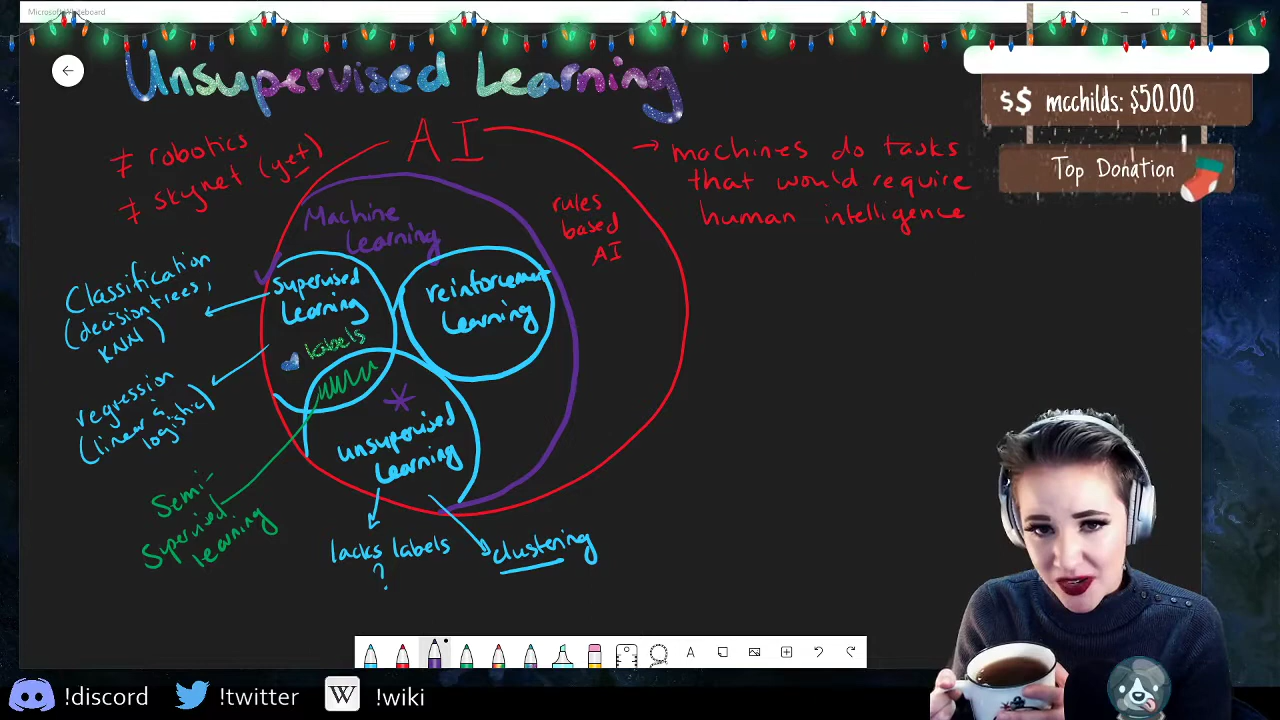 Microsoft Whiteboard
Unsupervised Learning
$$ mcchilds: $50.00
Top Donation
AI
≠ robotics
≠ skynet (yet)
→ machines do tasks
that would require
human intelligence
rules
based
AI
Machine
Learning
Supervised
Learning
labels
reinforcement
Learning
Classification
(decision trees,
KNN)
regression
(linear &
logistic)
*
unsupervised
Learning
Semi-
Supervised
learning
lacks labels
?
clustering
A
!discord
!twitter
W !wiki